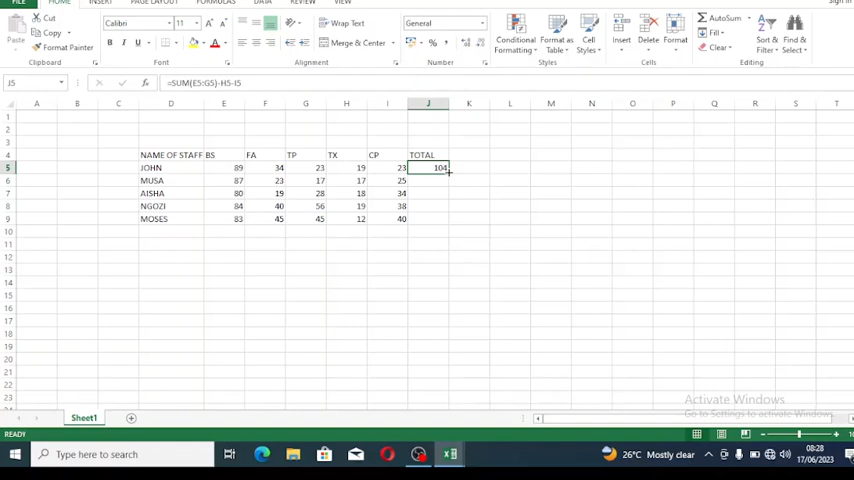 FILE HOME INSERT PAGE LAYOUT FORMULAS DATA REVIEW VIEW Sign in
Cut Calibri 11 Wrap Text General AutoSum
Paste Copy Conditional Format as Cell Insert Delete Format Fill Sort & Find &
Format Painter Merge & Center Formatting Table Styles Clear Filter Select
Clipboard Font Alignment Number Styles Cells Editing
J5 =SUM(E5:G5)-H5-I5
A B C D E F G H I J K L M N O P Q R S T
1
2
3
4 NAME OF STAFF BS FA TP TX CP TOTAL
5 JOHN 89 34 23 19 23 104
6 MUSA 87 23 17 17 25
7 AISHA 80 19 28 18 34
8 NGOZI 84 40 56 19 38
9 MOSES 83 45 45 12 40
10
11
12
13
14
15
16
17
18
19
20
21
22
23
Activate Windows
Go to Settings to activate Windows.
Sheet1
READY
Type here to search 26°C Mostly clear 08:28
17/06/2023